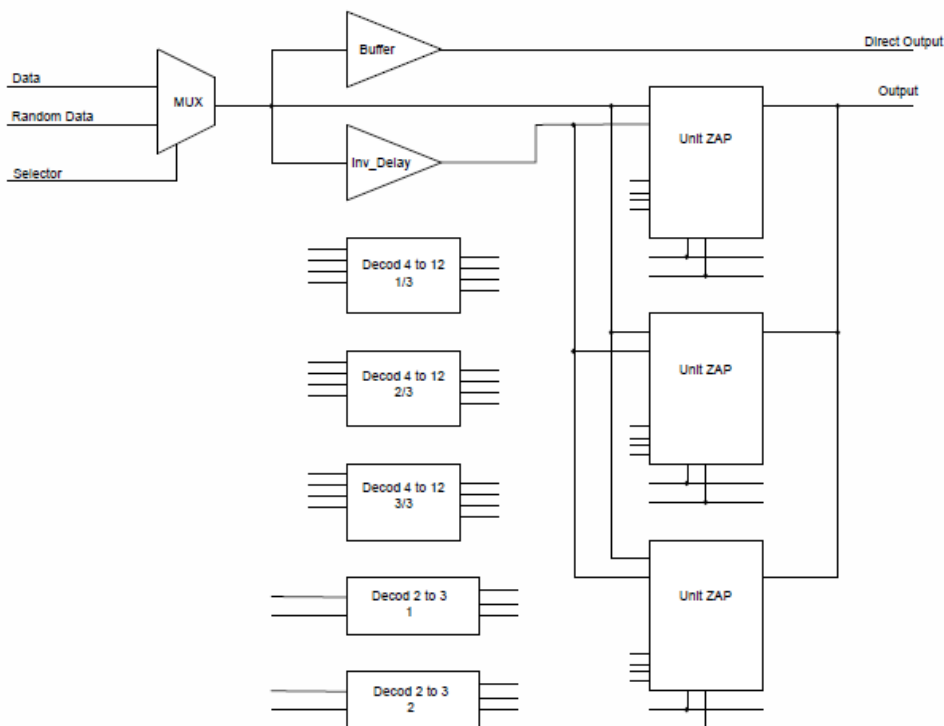 Buffer
Direct Output
Data
MUX
Output
Random Data
Unit ZAP
Inv_Delay
Selector
Decod 4 to 12
1/3
Decod 4 to 12
2/3
Unit ZAP
Decod 4 to 12
3/3
Decod 2 to 3
1
Unit ZAP
Decod 2 to 3
2